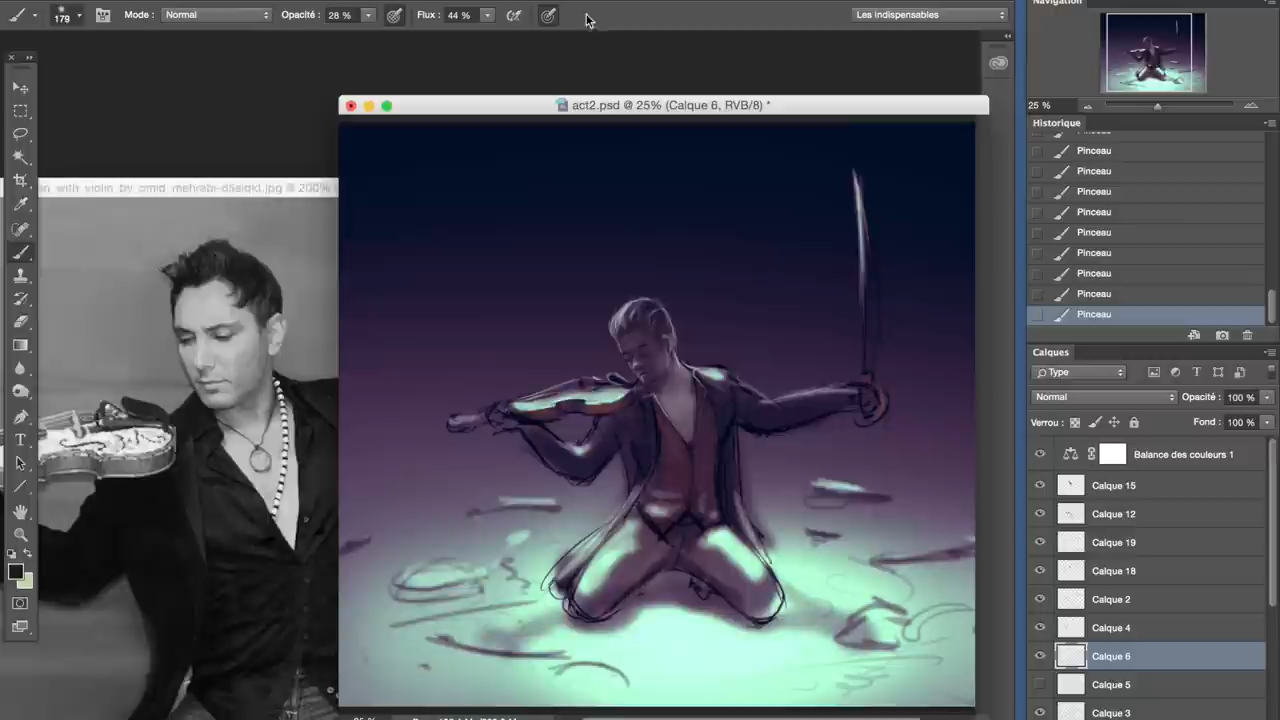 179
Mode : Normal
Opacité : 28 %
Flux : 44 %
Les indispensables
Navigation
act2.psd @ 25% (Calque 6, RVB/8) *
25 %
Historique
Pinceau
Pinceau
Pinceau
Pinceau
Pinceau
Pinceau
Pinceau
Pinceau
Pinceau
Calques
Type
Normal
Opacité : 100 %
Verrou :
Fond : 100 %
Balance des couleurs 1
Calque 15
Calque 12
Calque 19
Calque 18
Calque 2
Calque 4
Calque 6
Calque 5
Calque 3